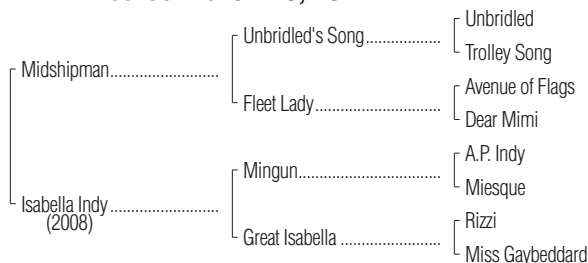 Unbridled
Unbridled's Song
Trolley Song
Midshipman
Avenue of Flags
Fleet Lady
Dear Mimi
A.P. Indy
Mingun
Miesque
Isabella Indy
(2008)
Rizzi
Great Isabella
Miss Gaybeddard